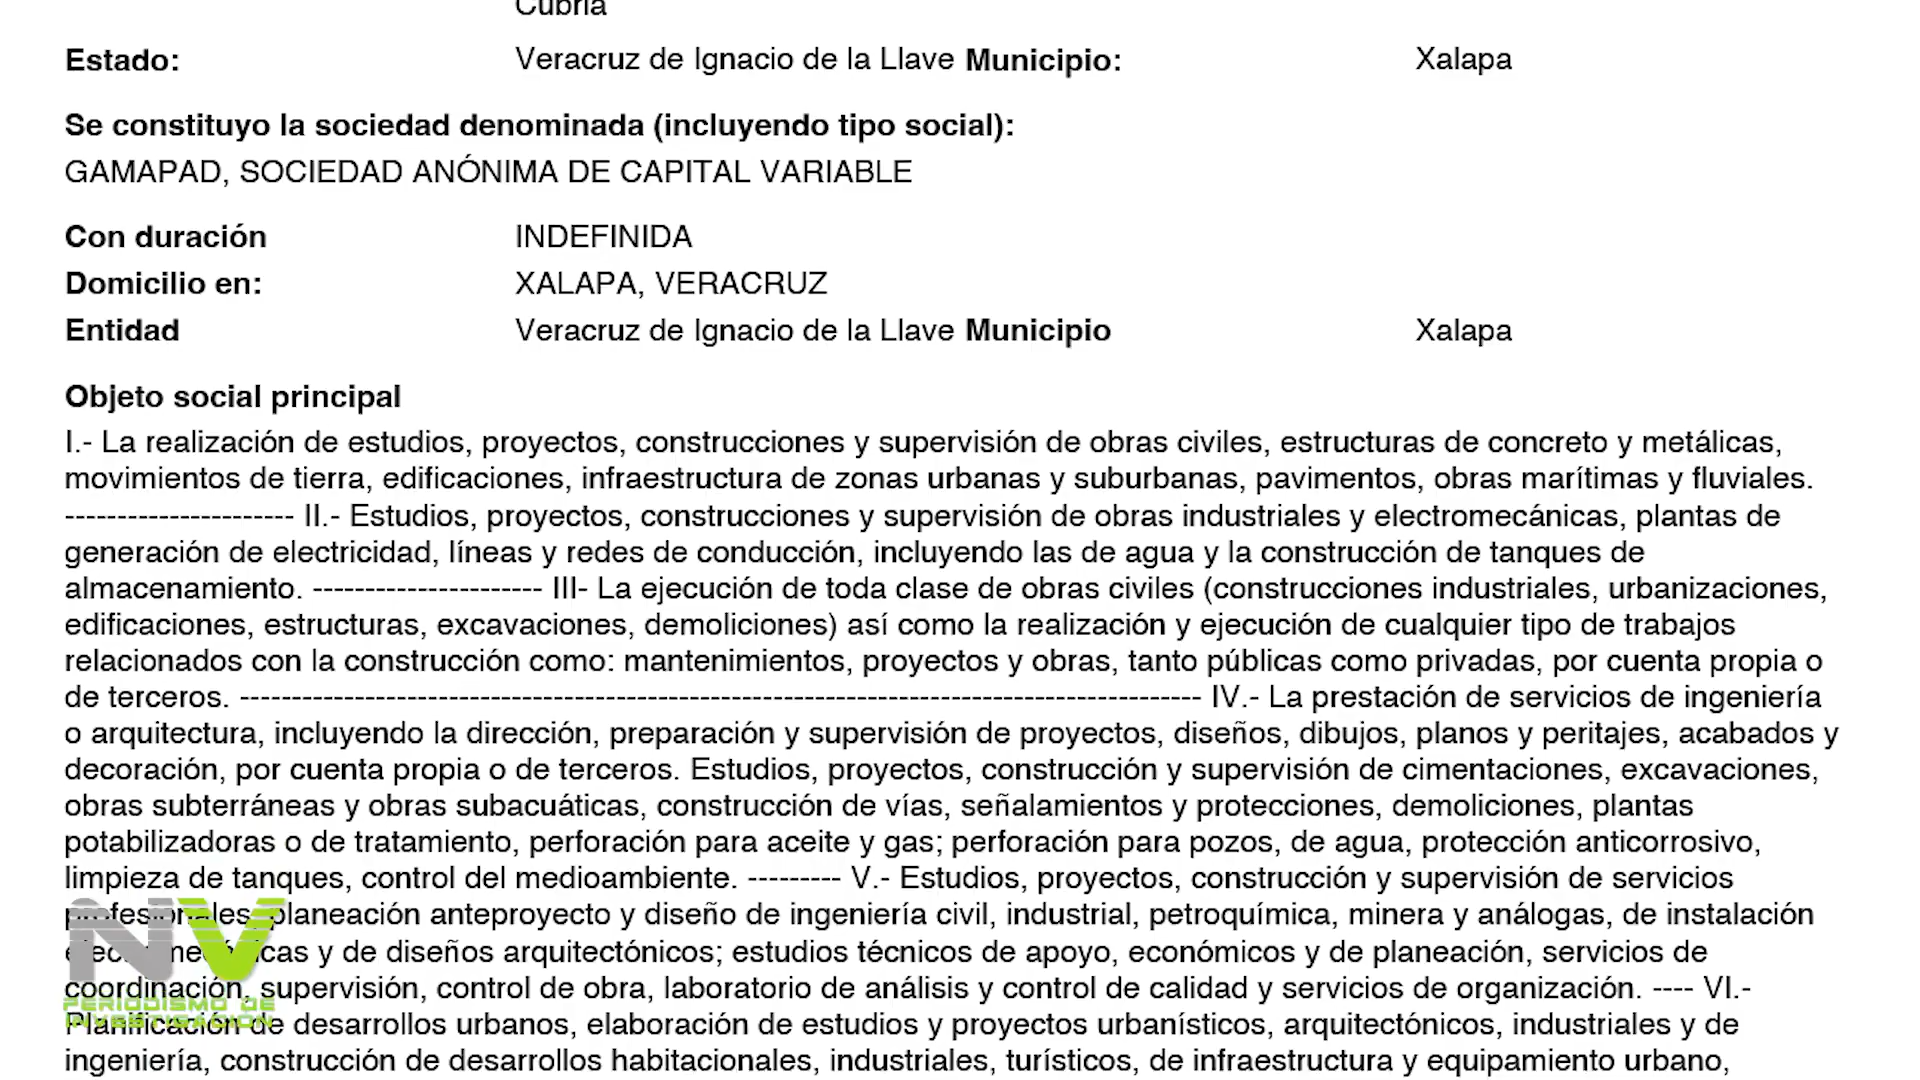 Cubria
Estado: Veracruz de Ignacio de la Llave Municipio: Xalapa
Se constituyo la sociedad denominada (incluyendo tipo social):
GAMAPAD, SOCIEDAD ANÓNIMA DE CAPITAL VARIABLE
Con duración INDEFINIDA
Domicilio en: XALAPA, VERACRUZ
Entidad Veracruz de Ignacio de la Llave Municipio Xalapa
Objeto social principal
I.- La realización de estudios, proyectos, construcciones y supervisión de obras civiles, estructuras de concreto y metálicas,
movimientos de tierra, edificaciones, infraestructura de zonas urbanas y suburbanas, pavimentos, obras marítimas y fluviales.
---------------------- II.- Estudios, proyectos, construcciones y supervisión de obras industriales y electromecánicas, plantas de
generación de electricidad, líneas y redes de conducción, incluyendo las de agua y la construcción de tanques de
almacenamiento. ---------------------- III- La ejecución de toda clase de obras civiles (construcciones industriales, urbanizaciones,
edificaciones, estructuras, excavaciones, demoliciones) así como la realización y ejecución de cualquier tipo de trabajos
relacionados con la construcción como: mantenimientos, proyectos y obras, tanto públicas como privadas, por cuenta propia o
de terceros. -------------------------------------------------------------------------------------------- IV.- La prestación de servicios de ingeniería
o arquitectura, incluyendo la dirección, preparación y supervisión de proyectos, diseños, dibujos, planos y peritajes, acabados y
decoración, por cuenta propia o de terceros. Estudios, proyectos, construcción y supervisión de cimentaciones, excavaciones,
obras subterráneas y obras subacuáticas, construcción de vías, señalamientos y protecciones, demoliciones, plantas
potabilizadoras o de tratamiento, perforación para aceite y gas; perforación para pozos, de agua, protección anticorrosivo,
limpieza de tanques, control del medioambiente. --------- V.- Estudios, proyectos, construcción y supervisión de servicios
profesionales, planeación anteproyecto y diseño de ingeniería civil, industrial, petroquímica, minera y análogas, de instalación
electromecánicas y de diseños arquitectónicos; estudios técnicos de apoyo, económicos y de planeación, servicios de
coordinación, supervisión, control de obra, laboratorio de análisis y control de calidad y servicios de organización. ---- VI.-
Planificación de desarrollos urbanos, elaboración de estudios y proyectos urbanísticos, arquitectónicos, industriales y de
ingeniería, construcción de desarrollos habitacionales, industriales, turísticos, de infraestructura y equipamiento urbano,
NV
PERIODISMO DE
INVESTIGACIÓN